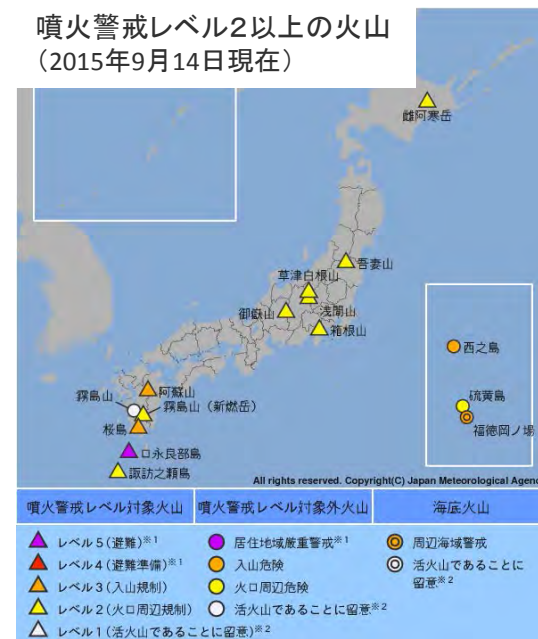 噴火警戒レベル2以上の火山
（2015年9月14日現在）
雌阿寒岳
吾妻山
草津白根山
御嶽山
浅間山
箱根山
西之島
硫黄島
福徳岡ノ場
阿蘇山
霧島山
霧島山（新燃岳）
桜島
口永良部島
諏訪之瀬島
All rights reserved. Copyright(C) Japan Meteorological Agenc
噴火警戒レベル対象火山
噴火警戒レベル対象外火山
海底火山
レベル5（避難）※1
レベル4（避難準備）※1
レベル3（入山規制）
レベル2（火口周辺規制）
レベル1（活火山であることに留意）※2
居住地域厳重警戒※1
入山危険
火口周辺危険
活火山であることに留意※2
周辺海域警戒
活火山であることに
留意※2